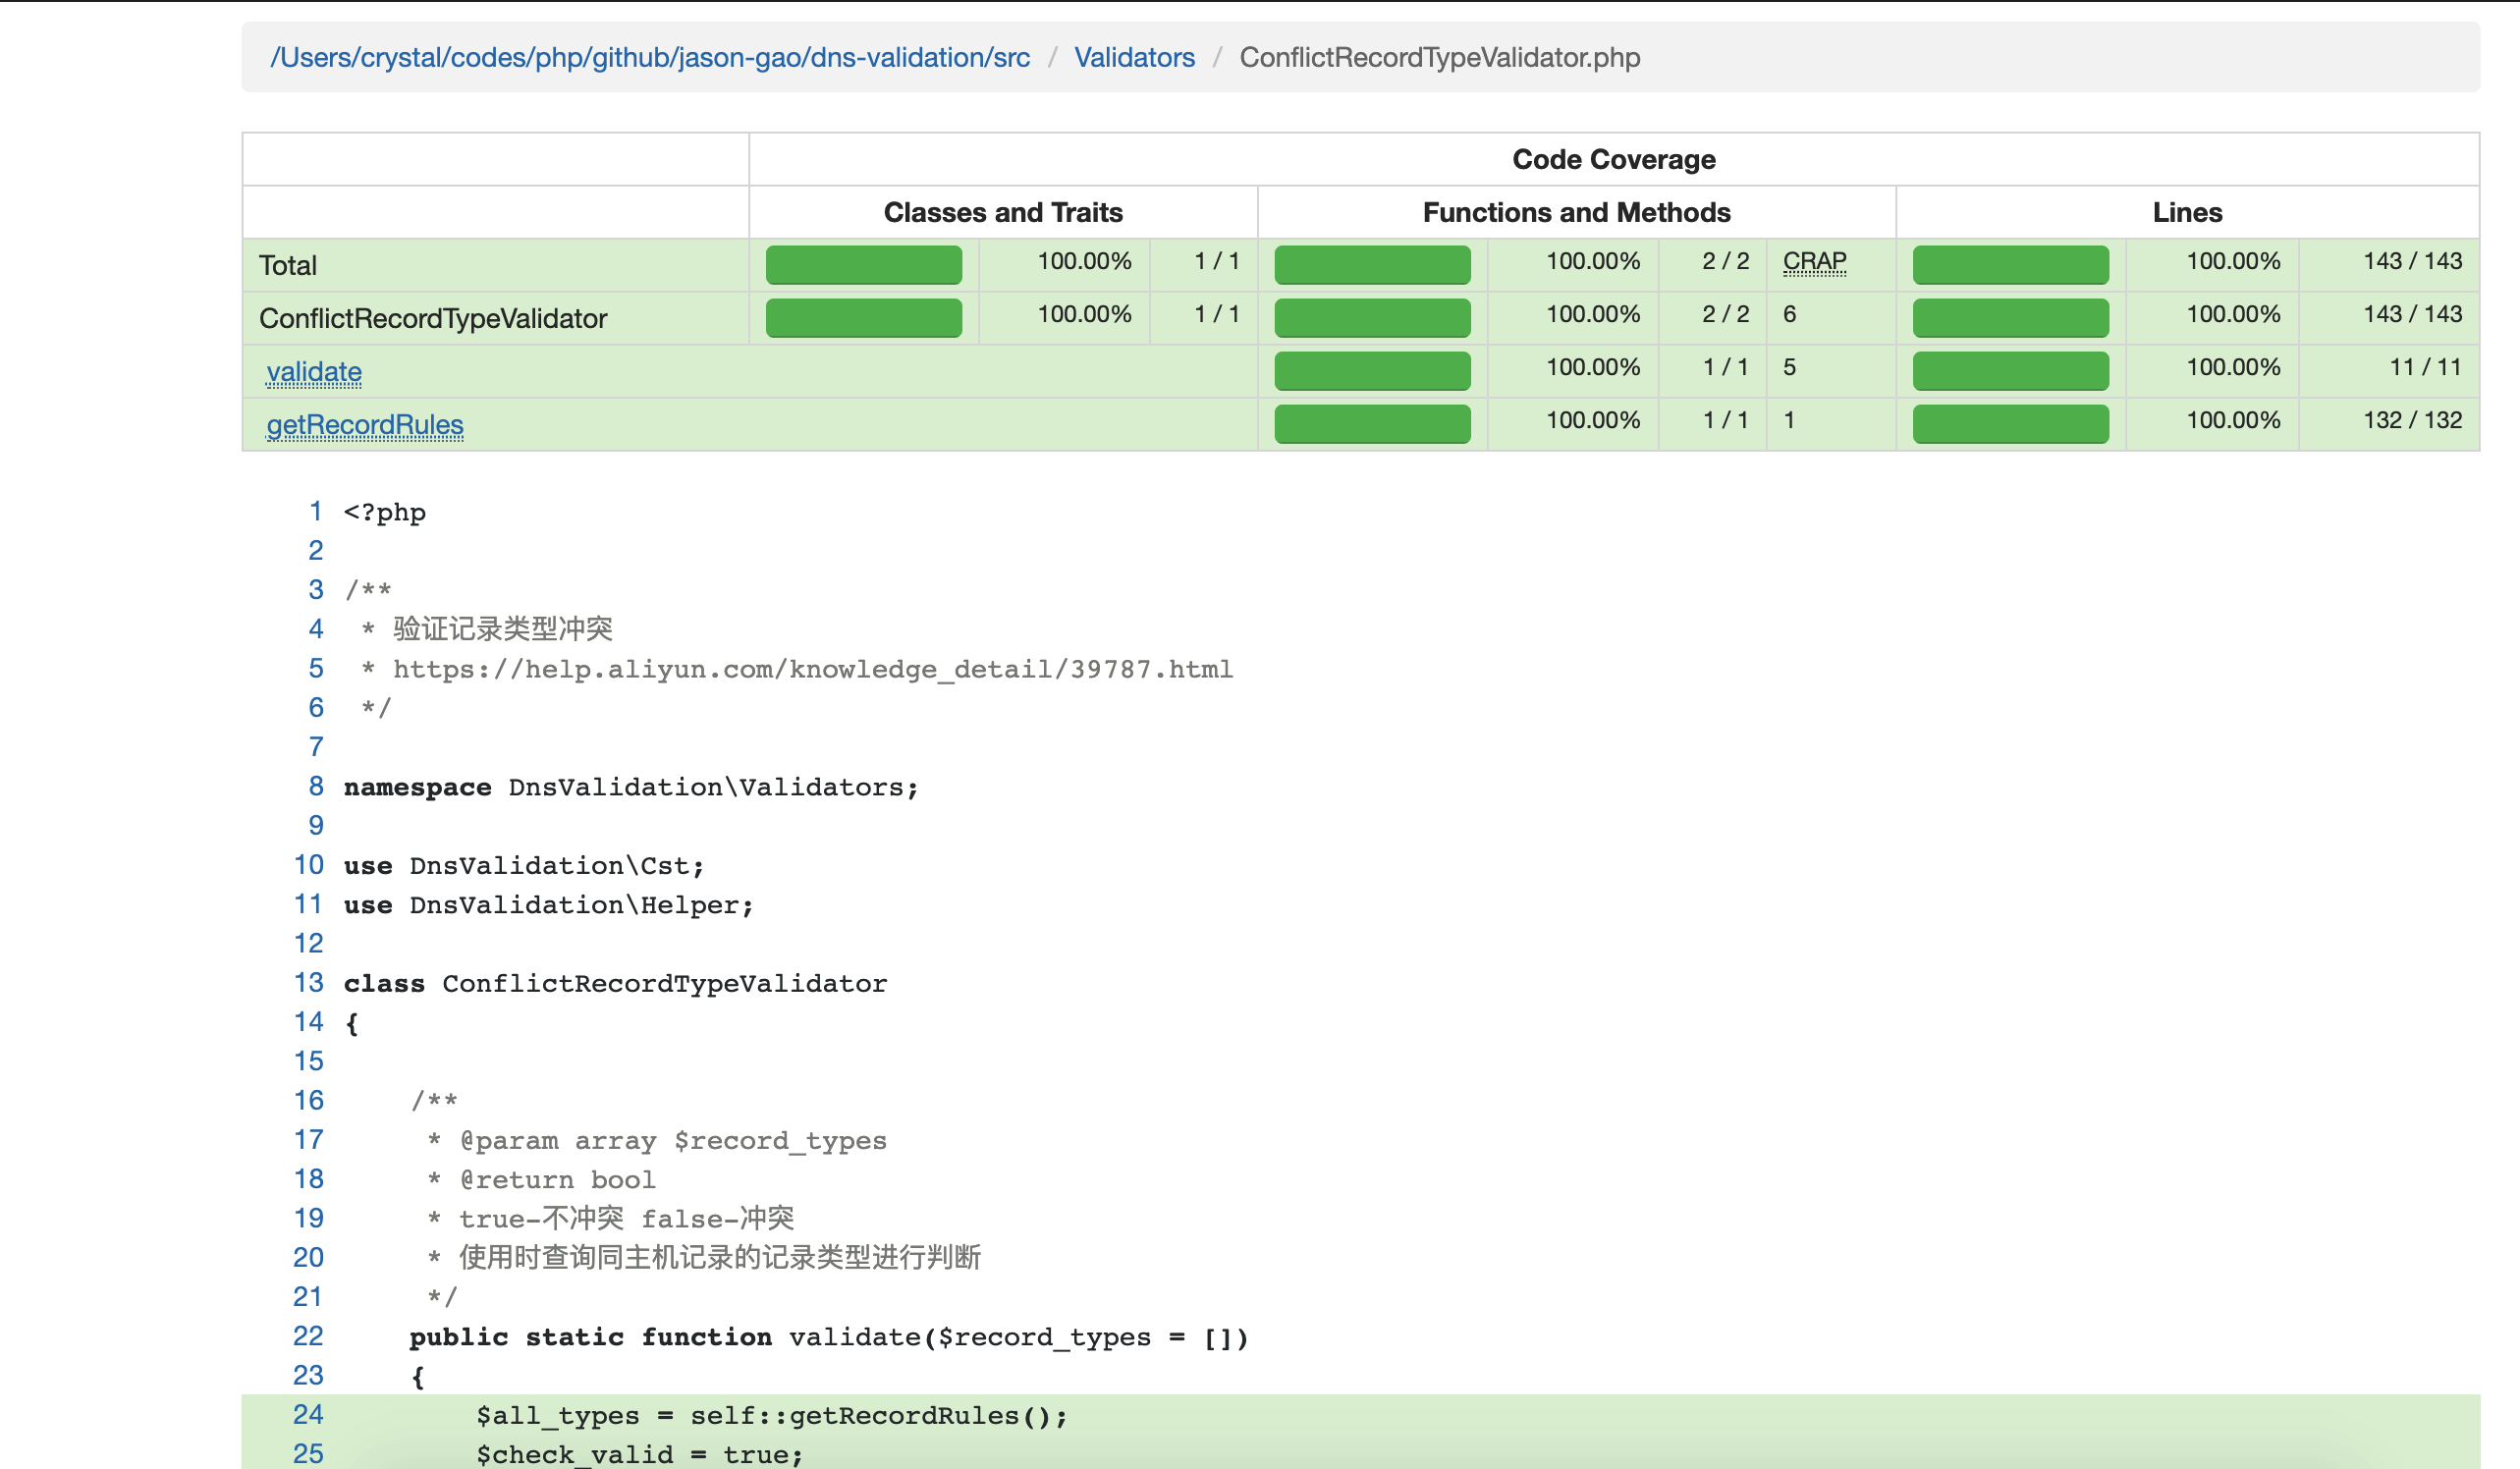 /Users/crystal/codes/php/github/jason-gao/dns-validation/src / Validators / ConflictRecordTypeValidator.php
Code Coverage
Classes and Traits Functions and Methods Lines
Total 100.00% 1 / 1 100.00% 2 / 2 CRAP 100.00% 143 / 143
ConflictRecordTypeValidator 100.00% 1 / 1 100.00% 2 / 2 6 100.00% 143 / 143
validate 100.00% 1 / 1 5 100.00% 11 / 11
getRecordRules 100.00% 1 / 1 1 100.00% 132 / 132
1 <?php
2
3 /**
4  * 验证记录类型冲突
5  * https://help.aliyun.com/knowledge_detail/39787.html
6  */
7
8 namespace DnsValidation\Validators;
9
10 use DnsValidation\Cst;
11 use DnsValidation\Helper;
12
13 class ConflictRecordTypeValidator
14 {
15
16     /**
17      * @param array $record_types
18      * @return bool
19      * true-不冲突 false-冲突
20      * 使用时查询同主机记录的记录类型进行判断
21      */
22     public static function validate($record_types = [])
23     {
24         $all_types = self::getRecordRules();
25         $check_valid = true;